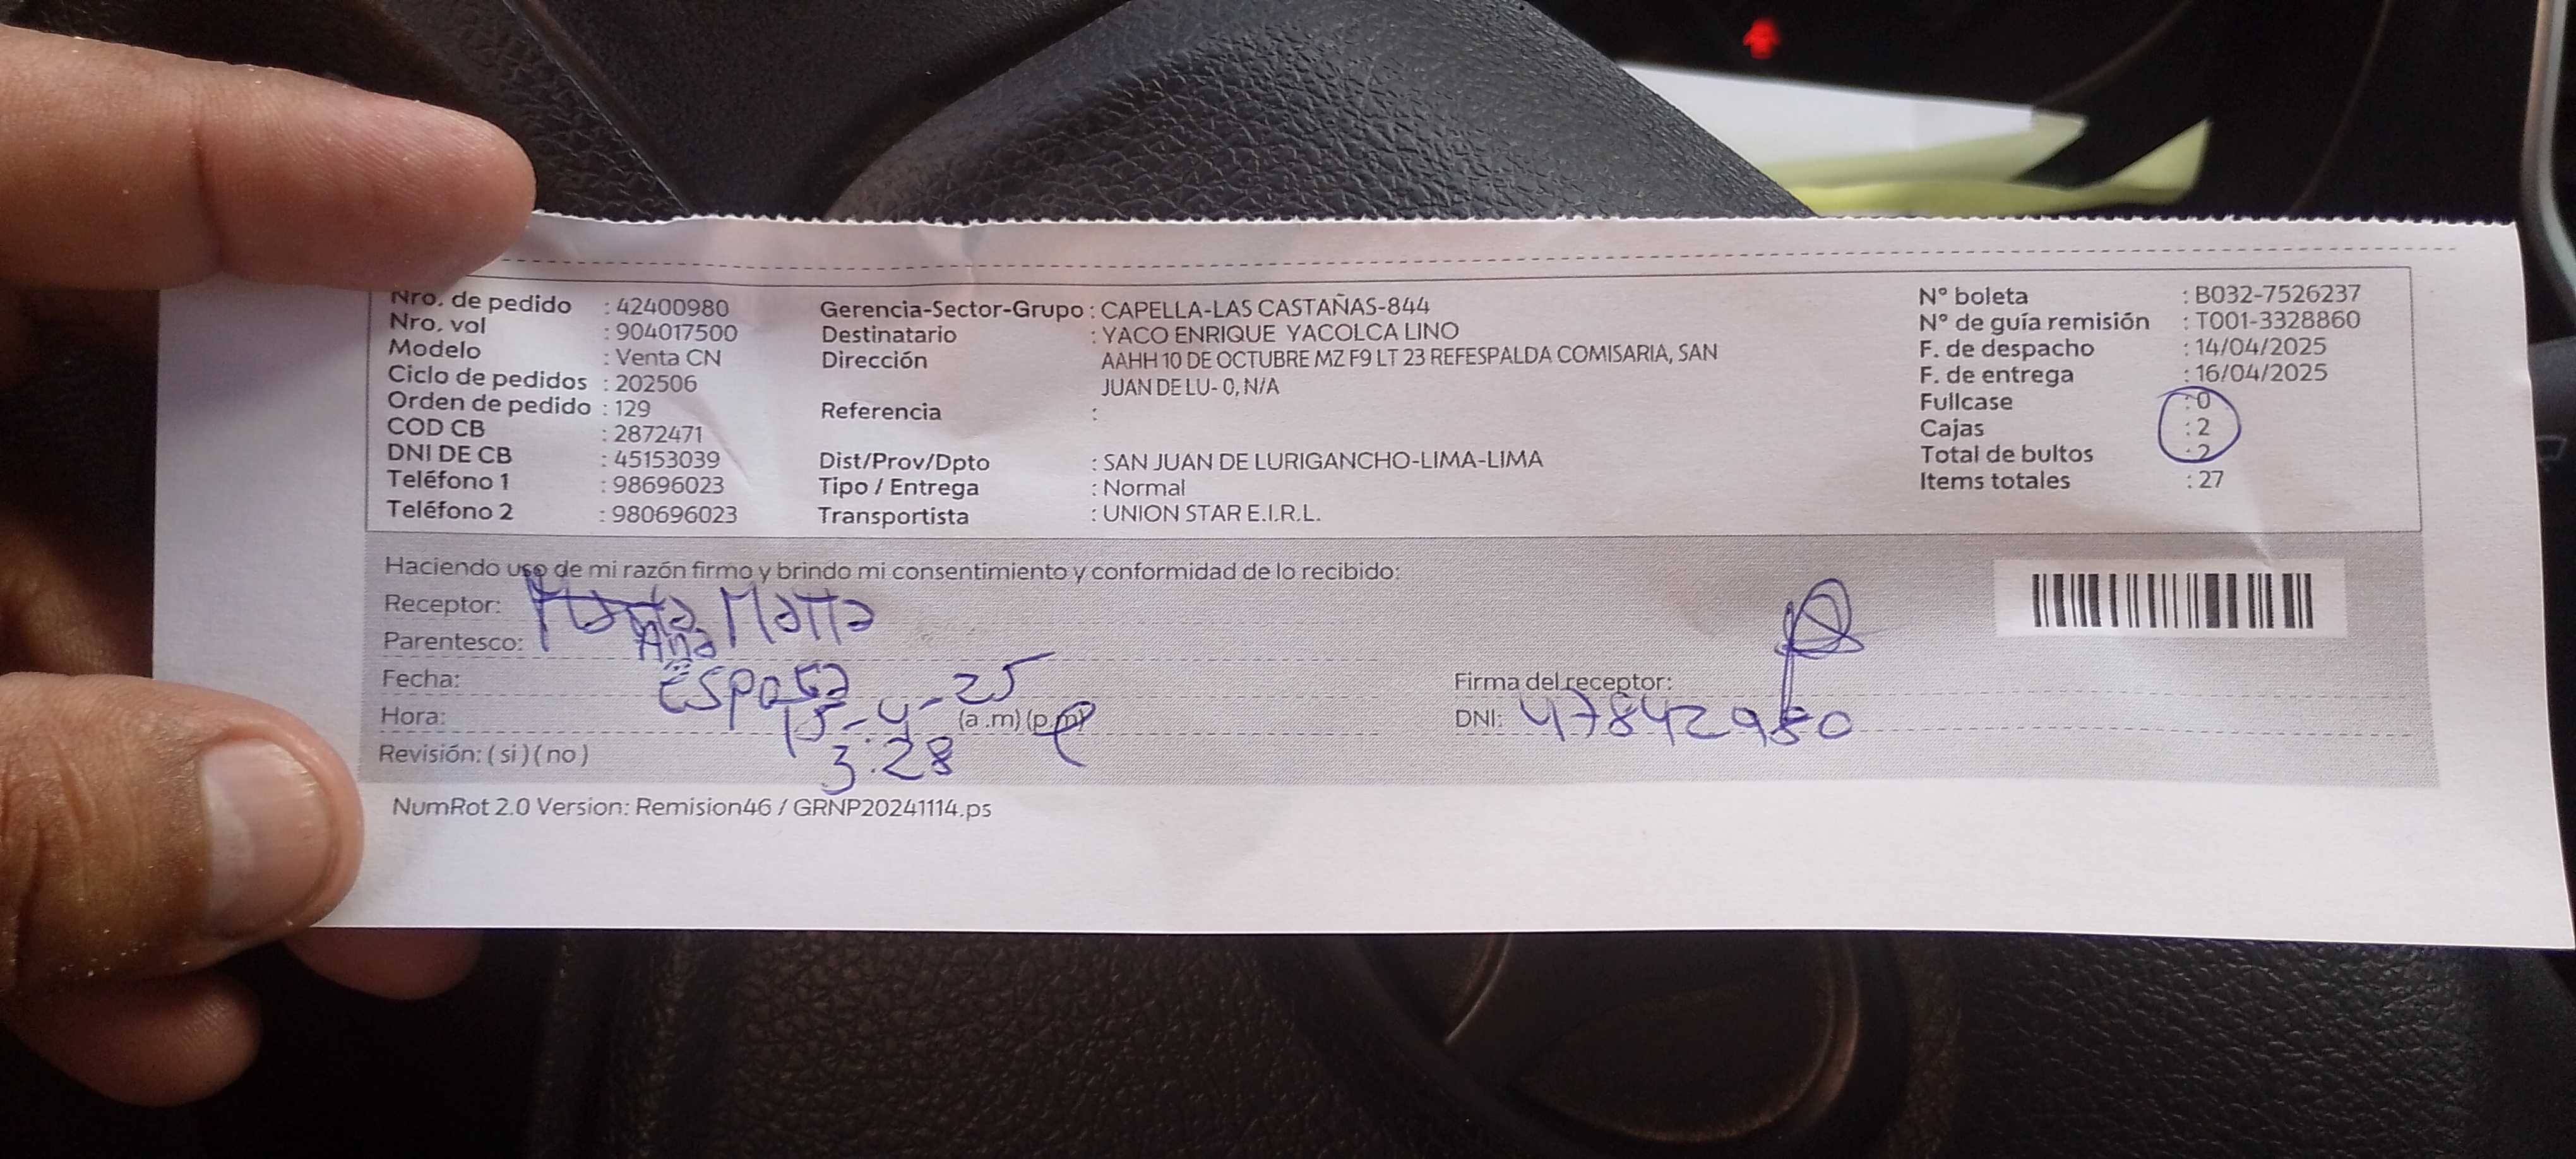 Nro. de pedido : 42400980
Nro. vol : 904017500
Modelo : Venta CN
Ciclo de pedidos : 202506
Orden de pedido : 129
COD CB : 2872471
DNI DE CB : 45153039
Teléfono 1 : 98696023
Teléfono 2 : 980696023
Gerencia-Sector-Grupo : CAPELLA-LAS CASTAÑAS-844
Destinatario : YACO ENRIQUE YACOLCA LINO
Dirección AAHH 10 DE OCTUBRE MZ F9 LT 23 REFESPALDA COMISARIA, SAN
JUAN DE LU- 0, N/A
Referencia :
Dist/Prov/Dpto : SAN JUAN DE LURIGANCHO-LIMA-LIMA
Tipo / Entrega : Normal
Transportista : UNION STAR E.I.R.L.
N° boleta : B032-7526237
N° de guía remisión : T001-3328860
F. de despacho : 14/04/2025
F. de entrega : 16/04/2025
Fullcase : 0
Cajas : 2
Total de bultos : 2
Items totales : 27
Haciendo uso de mi razón firmo y brindo mi consentimiento y conformidad de lo recibido:
Receptor: Matta
Parentesco: Ana
Fecha: Esposa
15-4-25
Hora: (a .m) (p.m)
3:28
Revisión: ( si ) ( no )
Firma del receptor:
DNI: 47842980
NumRot 2.0 Version: Remision46 / GRNP20241114.ps